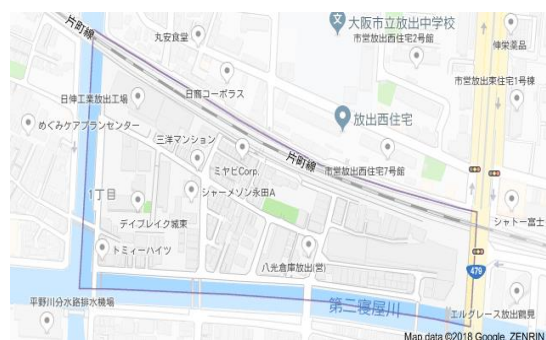 大阪市立放出中学校
市営放出西住宅2号館
丸安食堂
片町線
伸栄薬品
市営放出東住宅1号棟
日鶴コーポラス
日伸工業放出工場
放出西住宅
めぐみケアプランセンター
三洋マンション
片町線
ミヤビCorp.
市営放出西住宅7号館
シャーメゾン永田A
1丁目
デイブレイク城東
シャトー富士
トミィーハイツ
八光倉庫放出(営)
479
平野川分水路排水機場
第二寝屋川
エルグレース放出鶴見
Map data ©2018 Google, ZENRIN